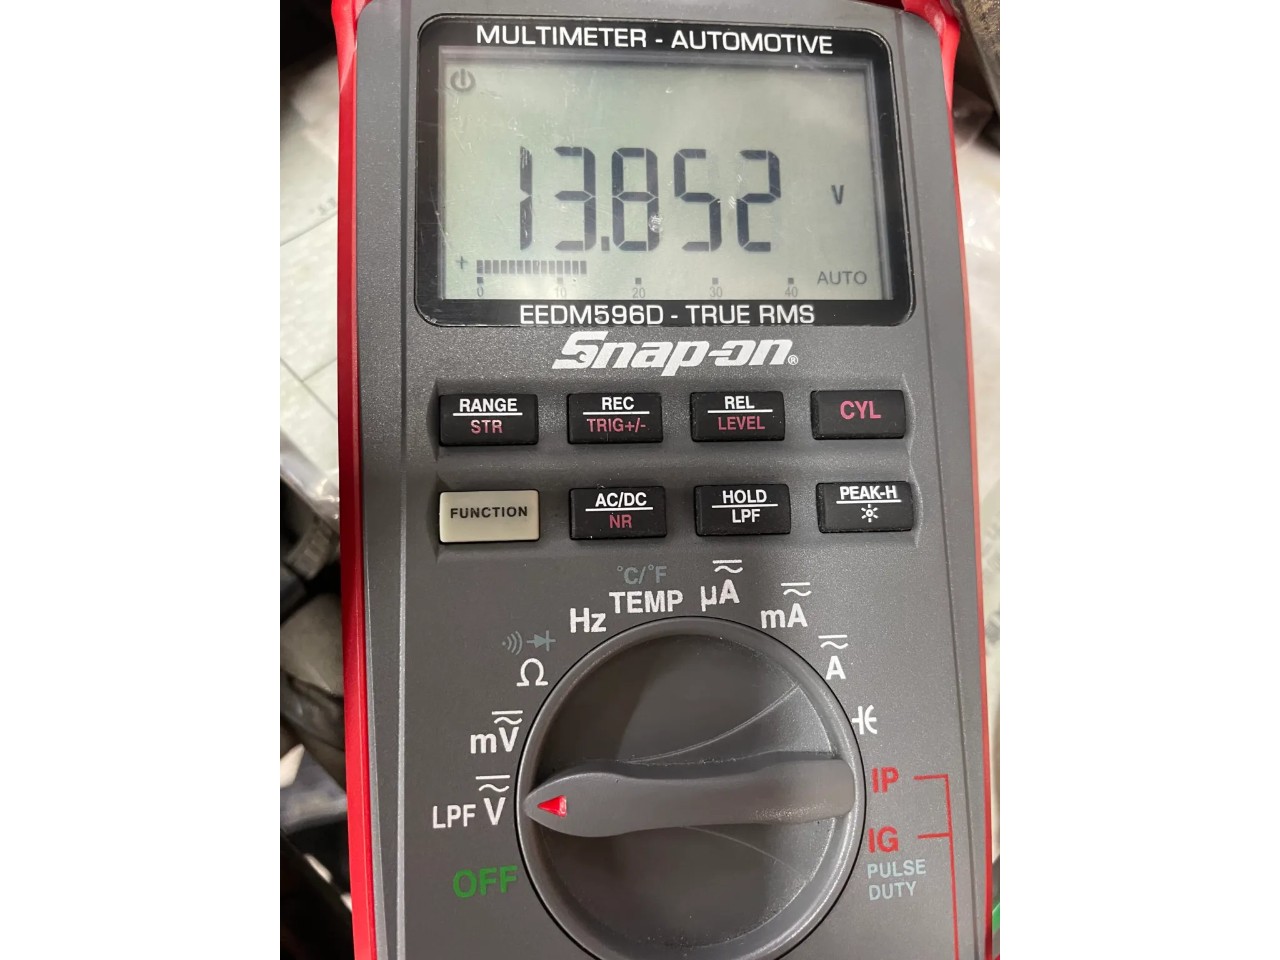 MULTIMETER - AUTOMOTIVE
13.852 V
+
0 10 20 30 40 AUTO
EEDM596D - TRUE RMS
Snap-on®
RANGE REC REL CYL
STR TRIG+/- LEVEL
FUNCTION AC/DC HOLD PEAK-H
NR LPF
°C/°F
Hz TEMP µA mA
Ω A
mV
LPF V IP
OFF IG
PULSE
DUTY